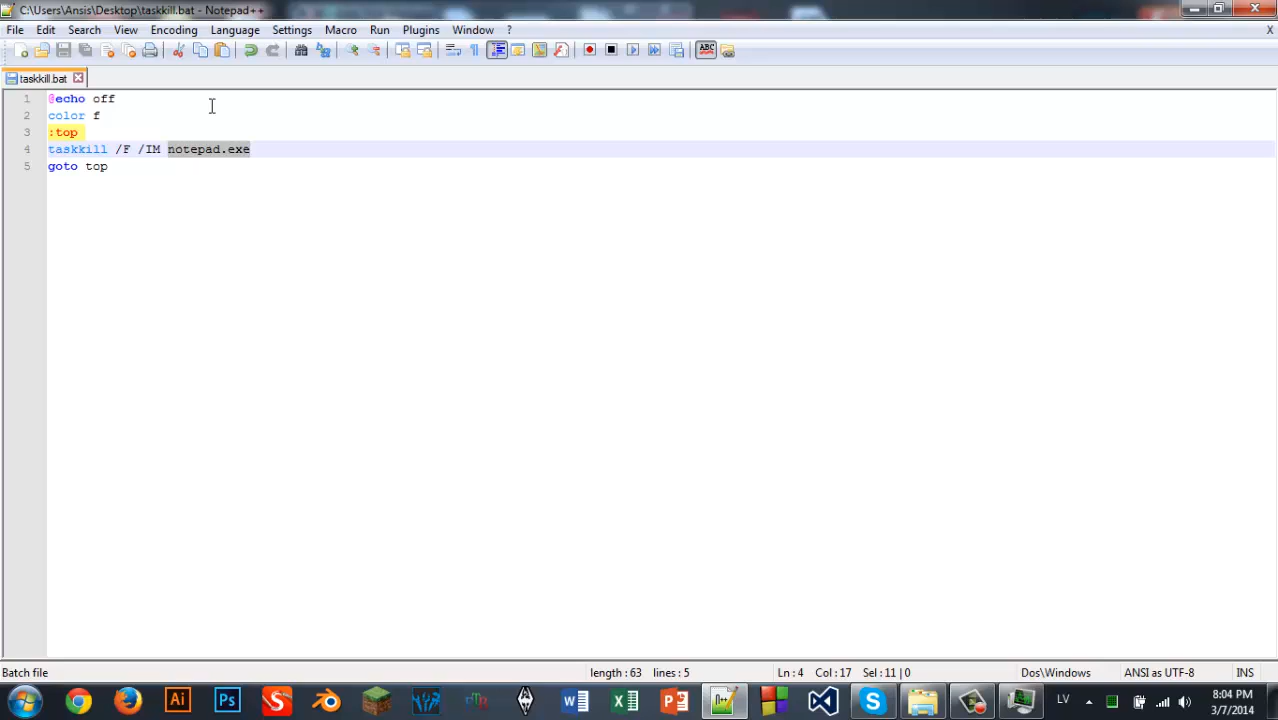 C:\Users\Ansis\Desktop\taskkill.bat - Notepad++
File Edit Search View Encoding Language Settings Macro Run Plugins Window ? X
ABC
taskkill.bat
1 @echo off
2 color f
3 :top
4 taskkill /F /IM notepad.exe
5 goto top
Batch file length : 63 lines : 5 Ln : 4 Col : 17 Sel : 11 | 0 Dos\Windows ANSI as UTF-8 INS
Ai Ps S W X P S LV 8:04 PM
3/7/2014